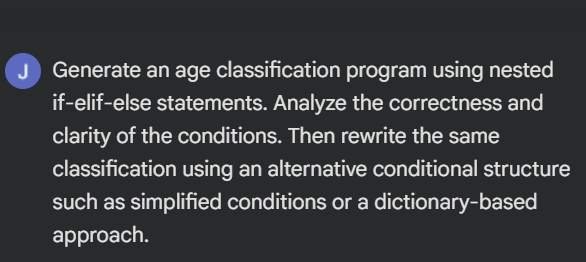 J
Generate an age classification program using nested
if-elif-else statements. Analyze the correctness and
clarity of the conditions. Then rewrite the same
classification using an alternative conditional structure
such as simplified conditions or a dictionary-based
approach.